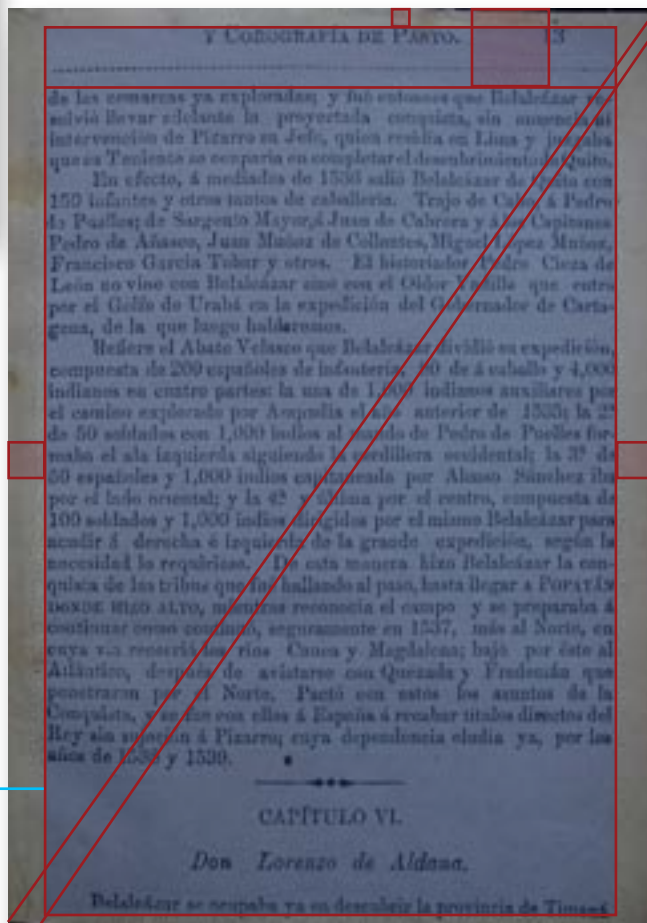 Y COROGRAFÍA DE PASTO. 13
de las comarcas ya exploradas; y fué entonces que Belalcázar re-
solvió llevar adelante la proyectada conquista, sin anuencia ni
intervención de Pizarro su Jefe, quien residía en Lima y juzgaba
que su Teniente se ocuparía en completar el descubrimiento de Quito.
En efecto, á mediados de 1536 salió Belalcázar de Quito con
150 infantes y otros tantos de caballería. Trajo de Cabo á Pedro
de Puelles; de Sargento Mayor, á Juan de Cabrera y á los Capitanes
Pedro de Añasco, Juan Muñoz de Collantes, Miguel López Muñoz,
Francisco García Tobar y otros. El historiador Pedro Cieza de
León no vino con Belalcázar sino con el Oidor Vadilla que entró
por el Golfo de Urabá en la expedición del Gobernador de Carta-
gena, de la que luego hablaremos.
Refiere el Abate Velasco que Belalcázar dividió su expedición,
compuesta de 200 españoles de infantería, 80 de á caballo y 4,000
indianos en cuatro partes: la una de 1,000 indianos auxiliares por
el camino explorado por Ampudia el año anterior de 1535; la 2ª
de 50 soldados con 1,000 indios al mando de Pedro de Puelles for-
maba el ala izquierda siguiendo la cordillera occidental; la 3ª de
50 españoles y 1,000 indios capitaneada por Alonso Sánchez iba
por el lado oriental; y la 4ª y última por el centro, compuesta de
100 soldados y 1,000 indios dirigidos por el mismo Belalcázar para
acudir á derecha é izquierda de la grande expedición, según la
necesidad lo requiriese. De esta manera hizo Belalcázar la con-
quista de las tribus que fué hallando al paso, hasta llegar a POPAYÁN
DONDE HIZO ALTO, mientras reconocía el campo y se preparaba á
continuar como continuó, seguramente en 1537, más al Norte, en
cuya vía recorrió los ríos Cauca y Magdalena; bajó por éste al
Atlántico, después de avistarse con Quezada y Fredemán que
penetraron por el Norte. Pactó con estos los asuntos de la
Conquista, y se fue con ellos á España á recabar títulos directos del
Rey sin sujeción á Pizarro; cuya dependencia eludía ya, por los
años de 1538 y 1539.
CAPÍTULO VI.
Don Lorenzo de Aldana.
Belalcázar se ocupaba ya en descubrir la provincia de Timaná